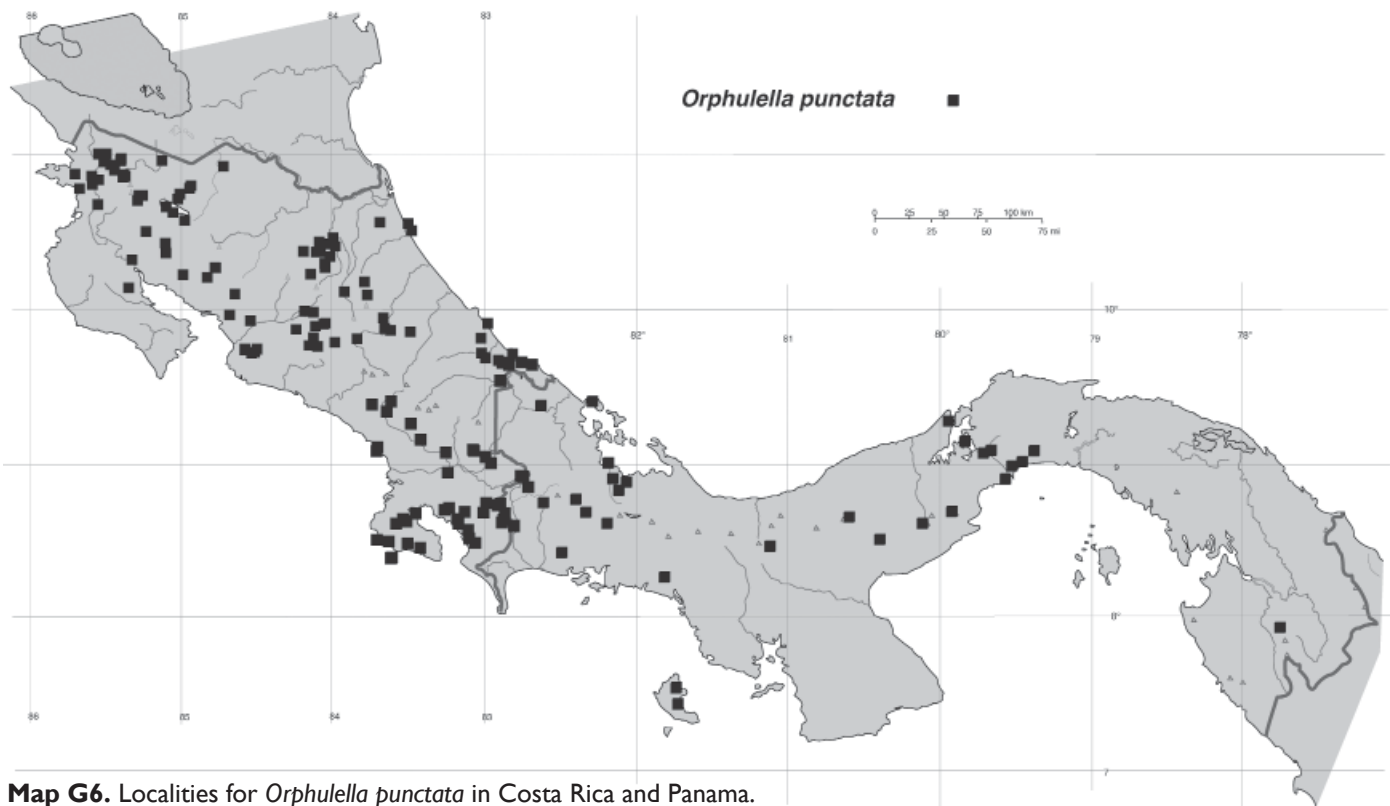 86 85 84 83
Orphulella punctata
0 25 50 75 100 km
0 25 50 75 mi
10°
82° 81 80° 79 78°
8°
86 85 84 83
7
Map G6. Localities for Orphulella punctata in Costa Rica and Panama.